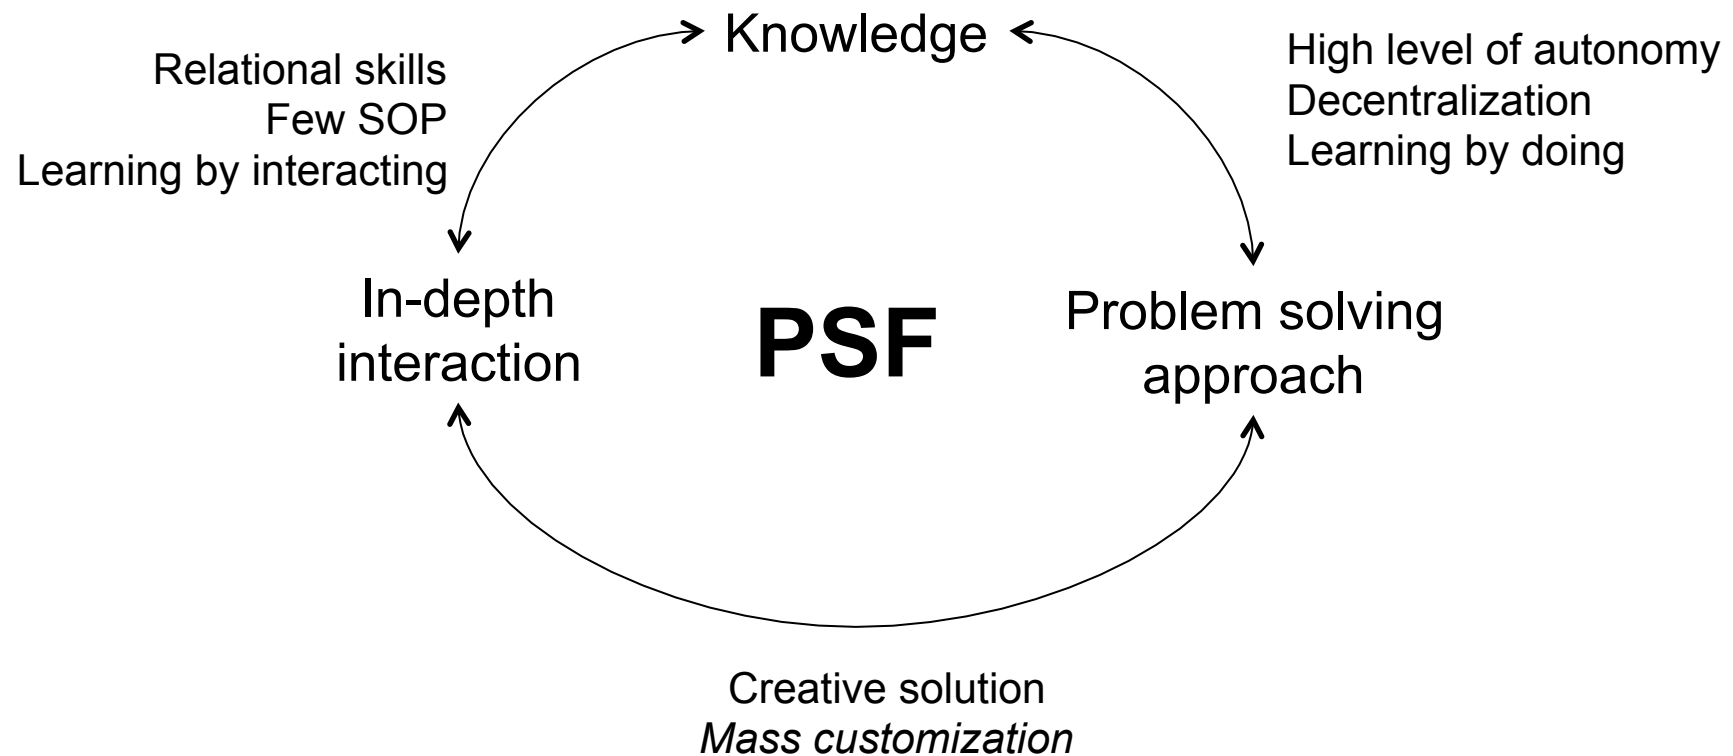 Knowledge
Relational skills
Few SOP
Learning by interacting
High level of autonomy
Decentralization
Learning by doing
In-depth
interaction
PSF
Problem solving
approach
Creative solution
Mass customization